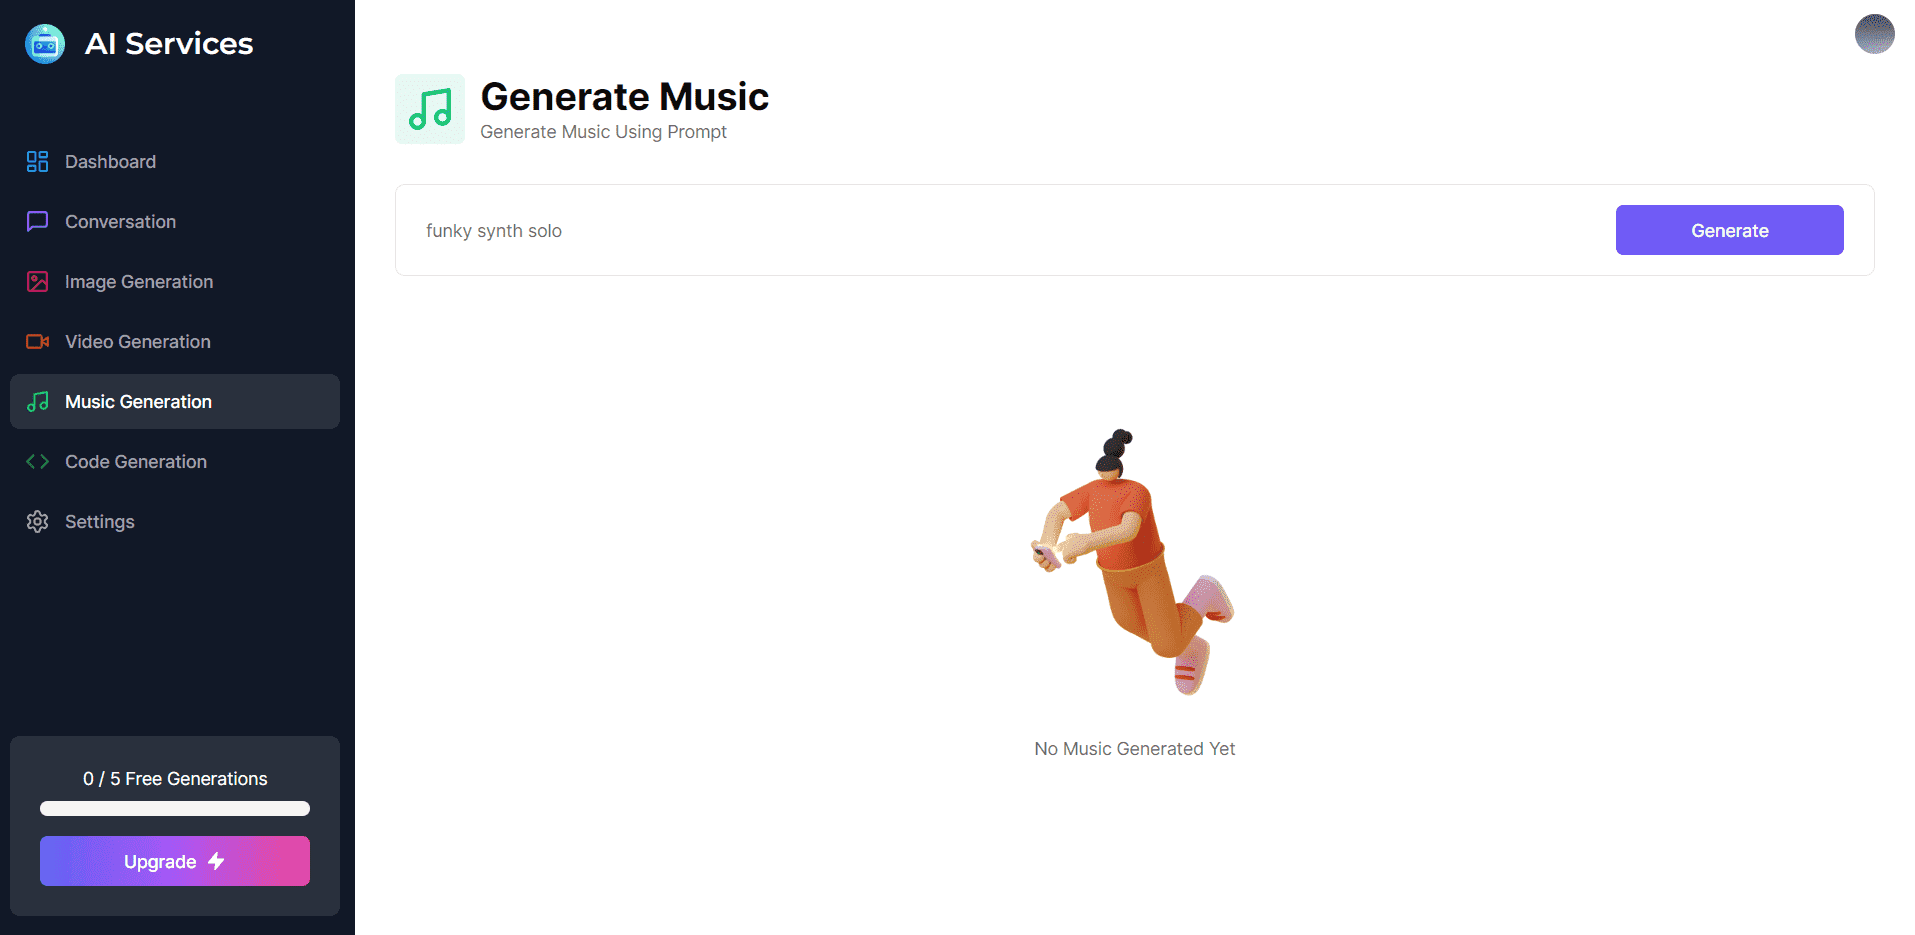 AI Services
Dashboard
Conversation
Image Generation
Video Generation
Music Generation
Code Generation
Settings
0 / 5 Free Generations
Upgrade
Generate Music
Generate Music Using Prompt
funky synth solo
Generate
No Music Generated Yet